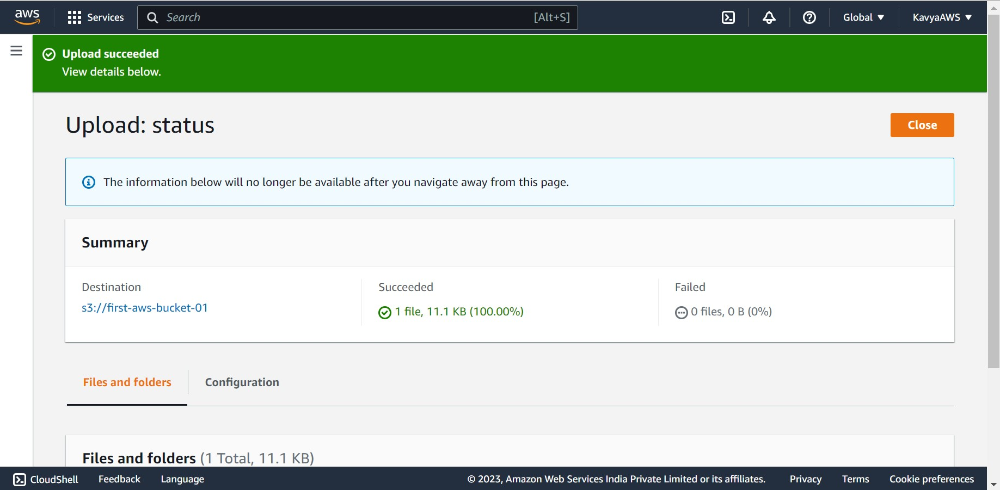 aws Services Search [Alt+S] Global KavyaAWS
Upload succeeded
View details below.
Upload: status Close
The information below will no longer be available after you navigate away from this page.
Summary
Destination Succeeded Failed
s3://first-aws-bucket-01 1 file, 11.1 KB (100.00%) 0 files, 0 B (0%)
Files and folders Configuration
Files and folders (1 Total, 11.1 KB)
CloudShell Feedback Language © 2023, Amazon Web Services India Private Limited or its affiliates. Privacy Terms Cookie preferences